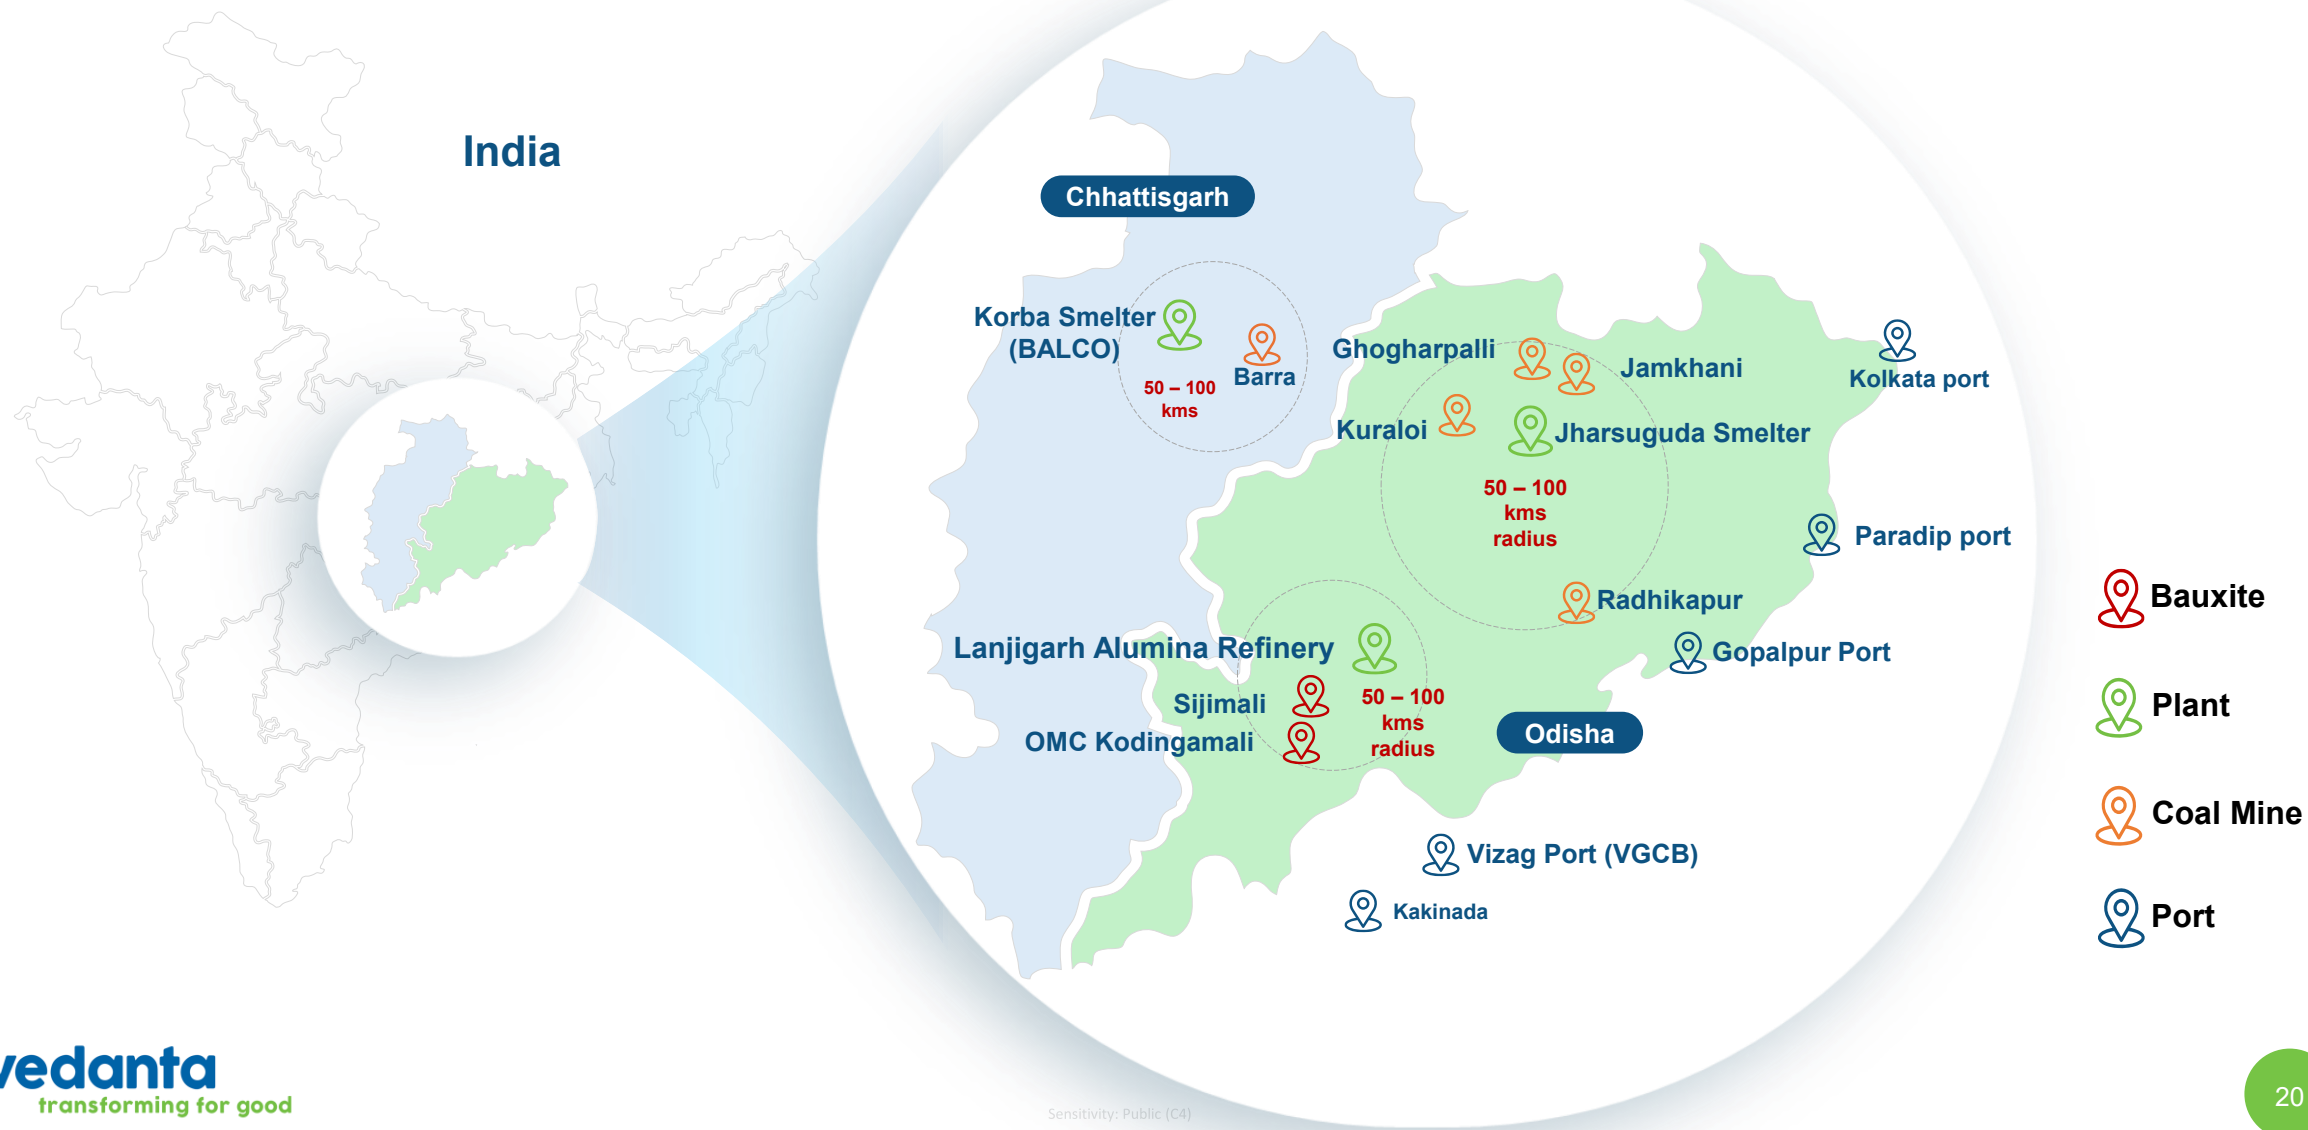 India
Chhattisgarh
Korba Smelter
(BALCO)
50 – 100
kms
Barra
Ghogharpalli
Jamkhani
Kuraloi
Jharsuguda Smelter
50 – 100
kms
radius
Kolkata port
Paradip port
Radhikapur
Lanjigarh Alumina Refinery
Gopalpur Port
Sijimali
OMC Kodingamali
50 – 100
kms
radius
Odisha
Vizag Port (VGCB)
Kakinada
Bauxite
Plant
Coal Mine
Port
vedanta
transforming for good
Sensitivity: Public (C4)
20